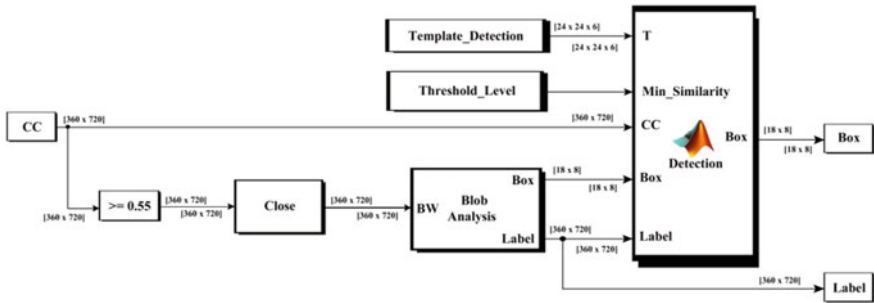 Template_Detection
[24 x 24 x 6]
[24 x 24 x 6]
T
Threshold_Level
Min_Similarity
CC
[360 x 720]
[360 x 720]
CC
Box
[18 x 8]
[18 x 8]
Box
Detection
[360 x 720]
>= 0.55
[360 x 720]
[360 x 720]
Close
[360 x 720]
[360 x 720]
BW
Blob
Analysis
Box
[18 x 8]
[18 x 8]
Box
Label
[360 x 720]
[360 x 720]
Label
[360 x 720]
Label